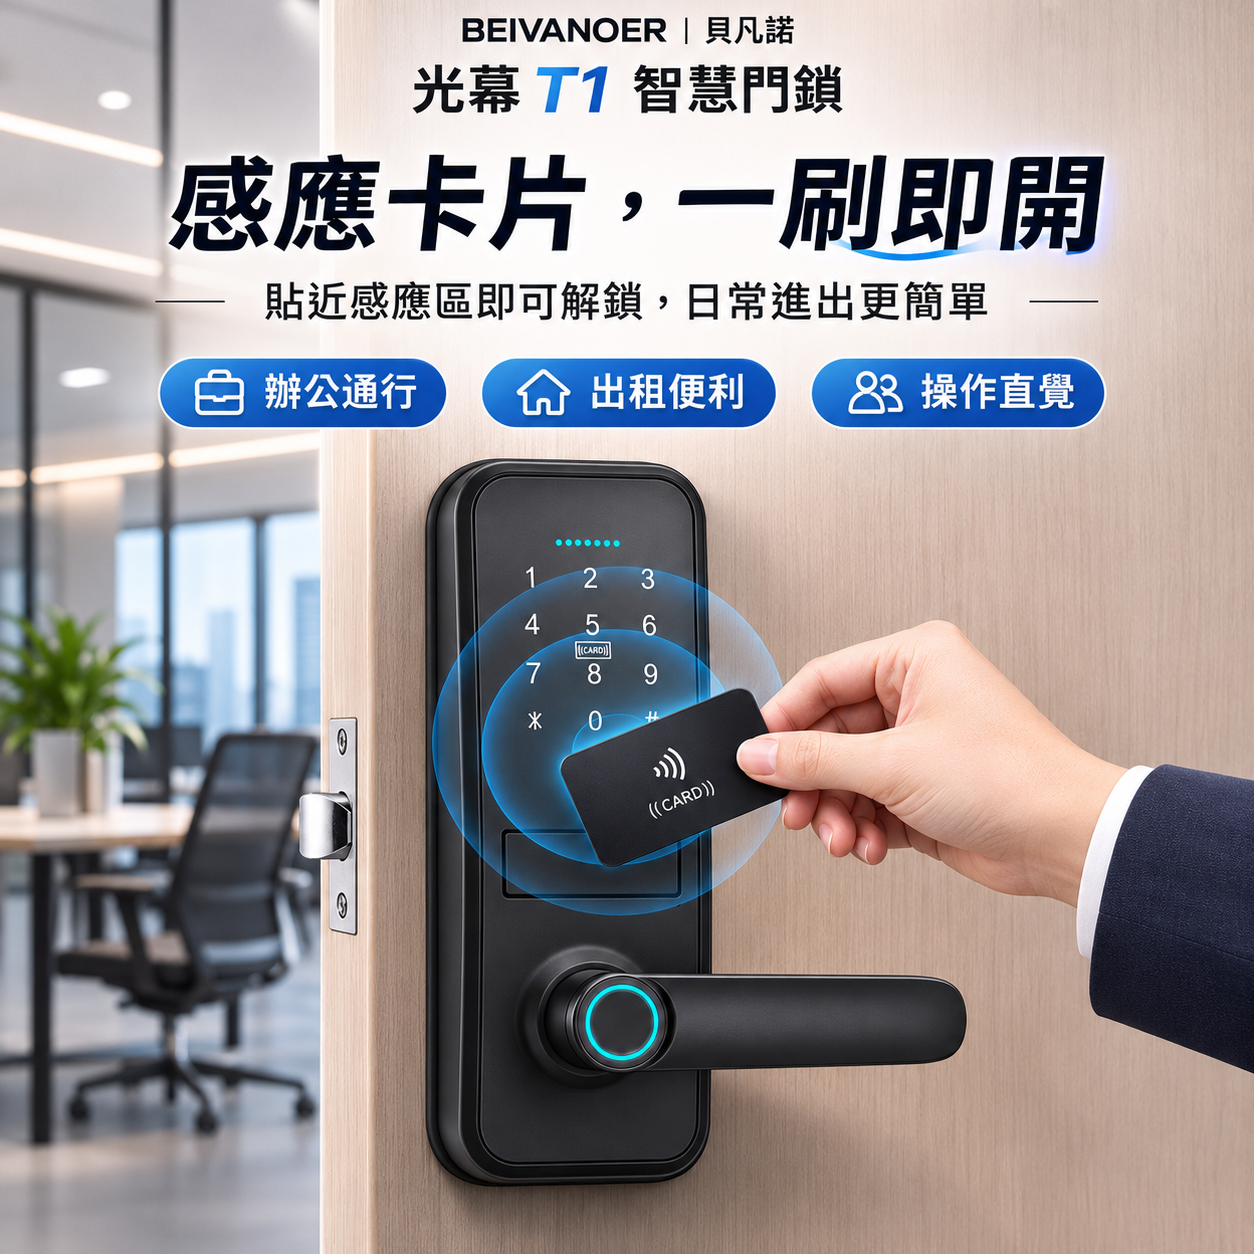 BEIVANOER | 貝凡諾
光幕 T1 智慧門鎖
感應卡片，一刷即開
貼近感應區即可解鎖，日常進出更簡單
辦公通行 出租便利 操作直覺
1 2 3
4 5 6
((CARD))
7 8 9
* 0 #
((CARD))